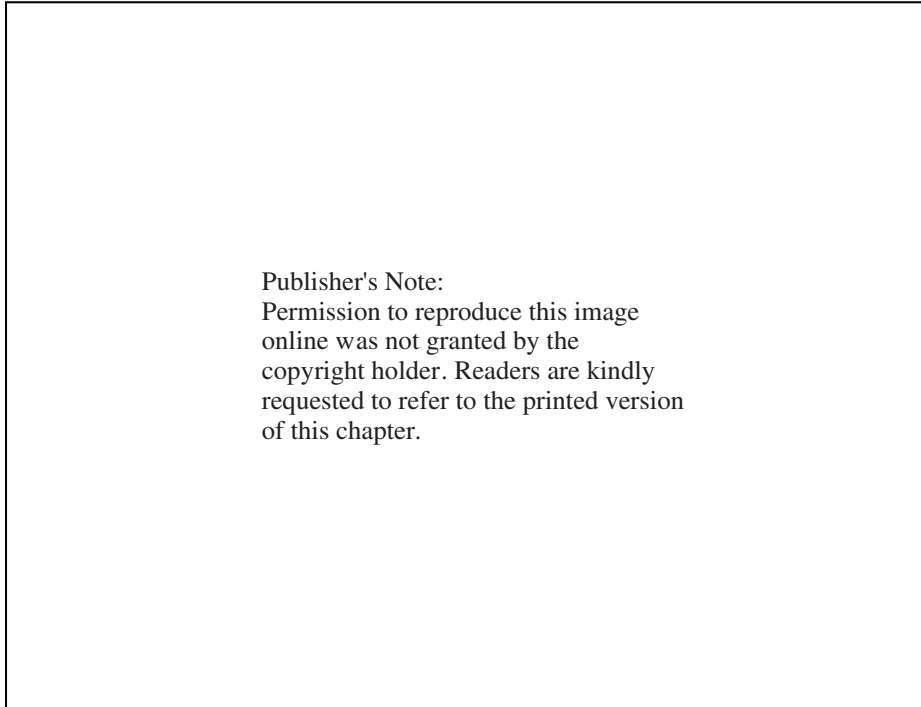 Publisher's Note:
Permission to reproduce this image
online was not granted by the
copyright holder. Readers are kindly
requested to refer to the printed version
of this chapter.